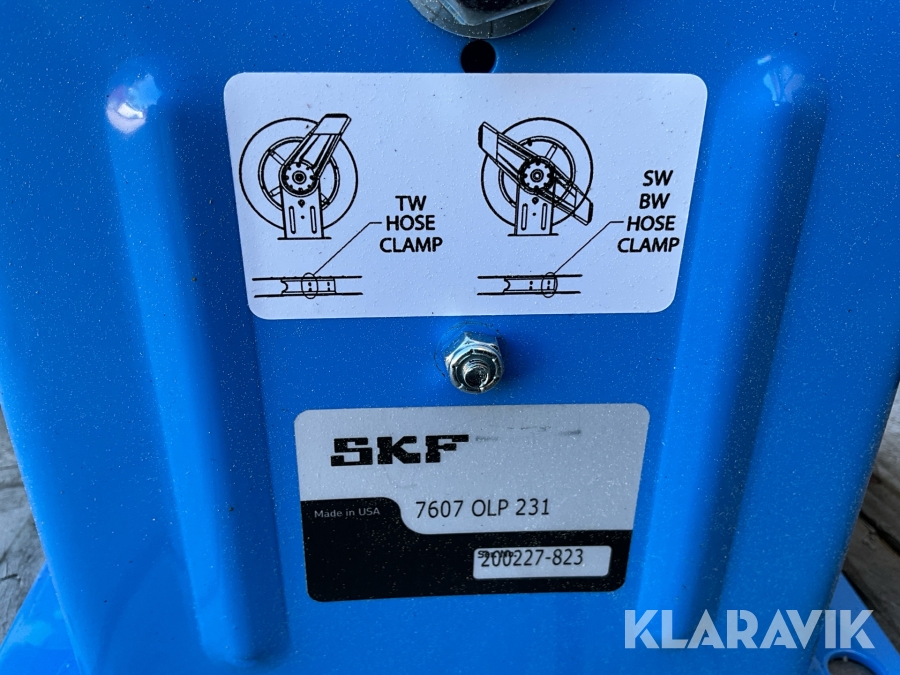 TW
HOSE
CLAMP
SW
BW
HOSE
CLAMP
SKF
Made in USA
7607 OLP 231
200227-823
KLARAVIK